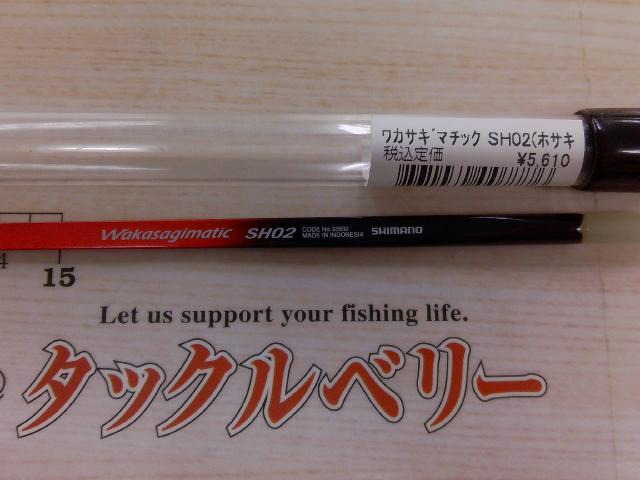 ワカサギマチック SH02(ホサキ
税込定価 ¥5,610
Wakasagimatic SH02 CODE No.33932 SHIMANO
MADE IN INDONESIA
15
Let us support your fishing life.
タックルベリー